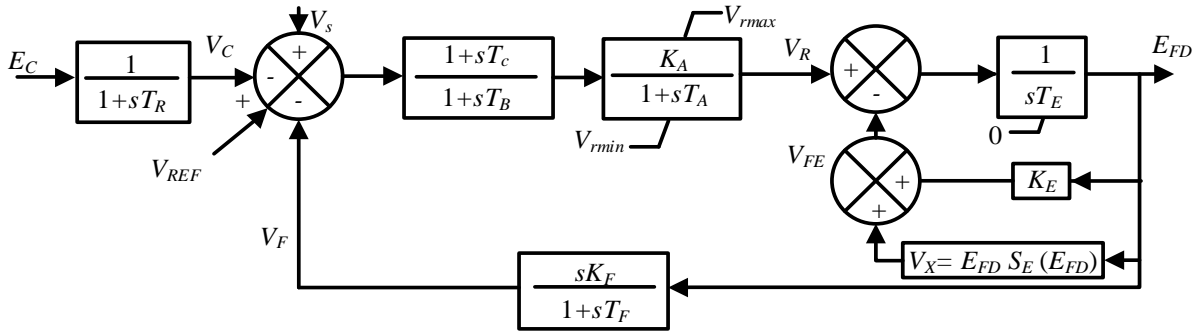 E_C
1
1+sT_R
V_C
V_s
+
-
-
+
V_REF
1+sT_c
1+sT_B
V_rmax
K_A
1+sT_A
V_rmin
V_R
+
-
1
sT_E
0
E_FD
V_FE
+
+
K_E
V_X= E_FD S_E (E_FD)
V_F
sK_F
1+sT_F